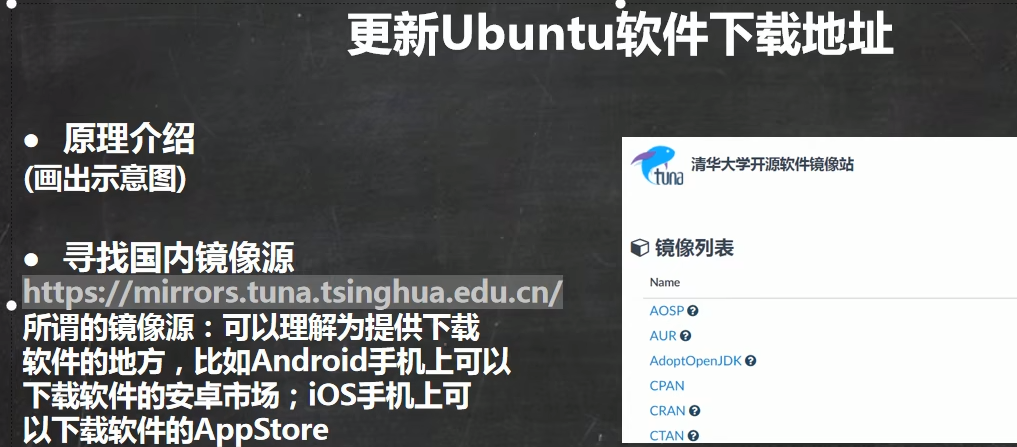 更新Ubuntu软件下载地址
• 原理介绍
(画出示意图)
• 寻找国内镜像源
https://mirrors.tuna.tsinghua.edu.cn/
所谓的镜像源：可以理解为提供下载
软件的地方，比如Android手机上可以
下载软件的安卓市场；iOS手机上可
以下载软件的AppStore
tuna 清华大学开源软件镜像站
镜像列表
Name
AOSP
AUR
AdoptOpenJDK
CPAN
CRAN
CTAN